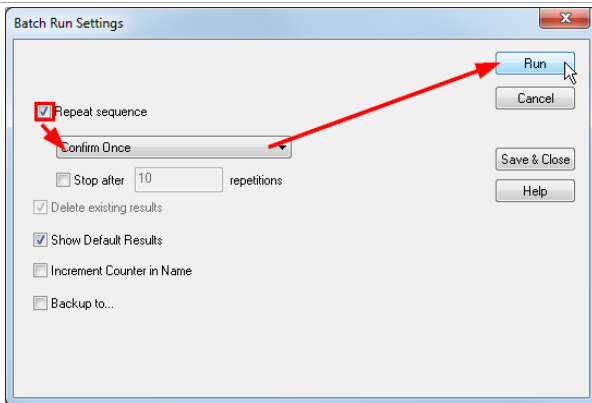 Batch Run Settings
Run
Repeat sequence
Cancel
Confirm Once
Save & Close
Stop after 10 repetitions
Help
Delete existing results
Show Default Results
Increment Counter in Name
Backup to...